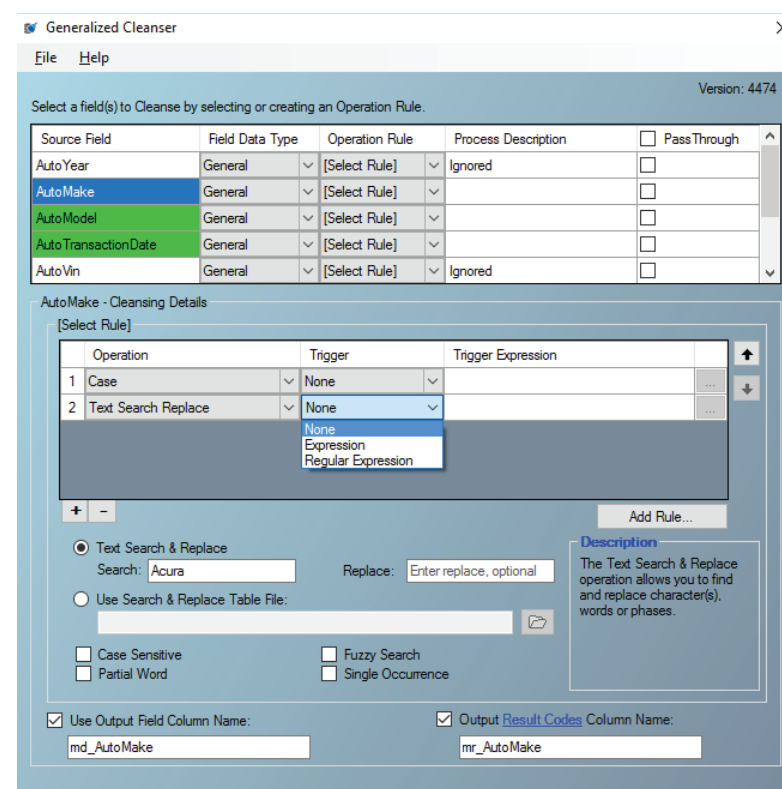 Generalized Cleanser
File Help
Version: 4474
Select a field(s) to Cleanse by selecting or creating an Operation Rule.
Source Field Field Data Type Operation Rule Process Description PassThrough
AutoYear General [Select Rule] Ignored
AutoMake General [Select Rule]
AutoModel General [Select Rule]
AutoTransactionDate General [Select Rule]
AutoVin General [Select Rule] Ignored
AutoMake - Cleansing Details
[Select Rule]
Operation Trigger Trigger Expression
1 Case None ...
2 Text Search Replace None ...
None
Expression
Regular Expression
+ -
Add Rule...
Text Search & Replace
Search: Acura Replace: Enter replace, optional
Use Search & Replace Table File:
Case Sensitive Fuzzy Search
Partial Word Single Occurrence
Description
The Text Search & Replace
operation allows you to find
and replace character(s),
words or phases.
Use Output Field Column Name: Output Result Codes Column Name:
md_AutoMake mr_AutoMake